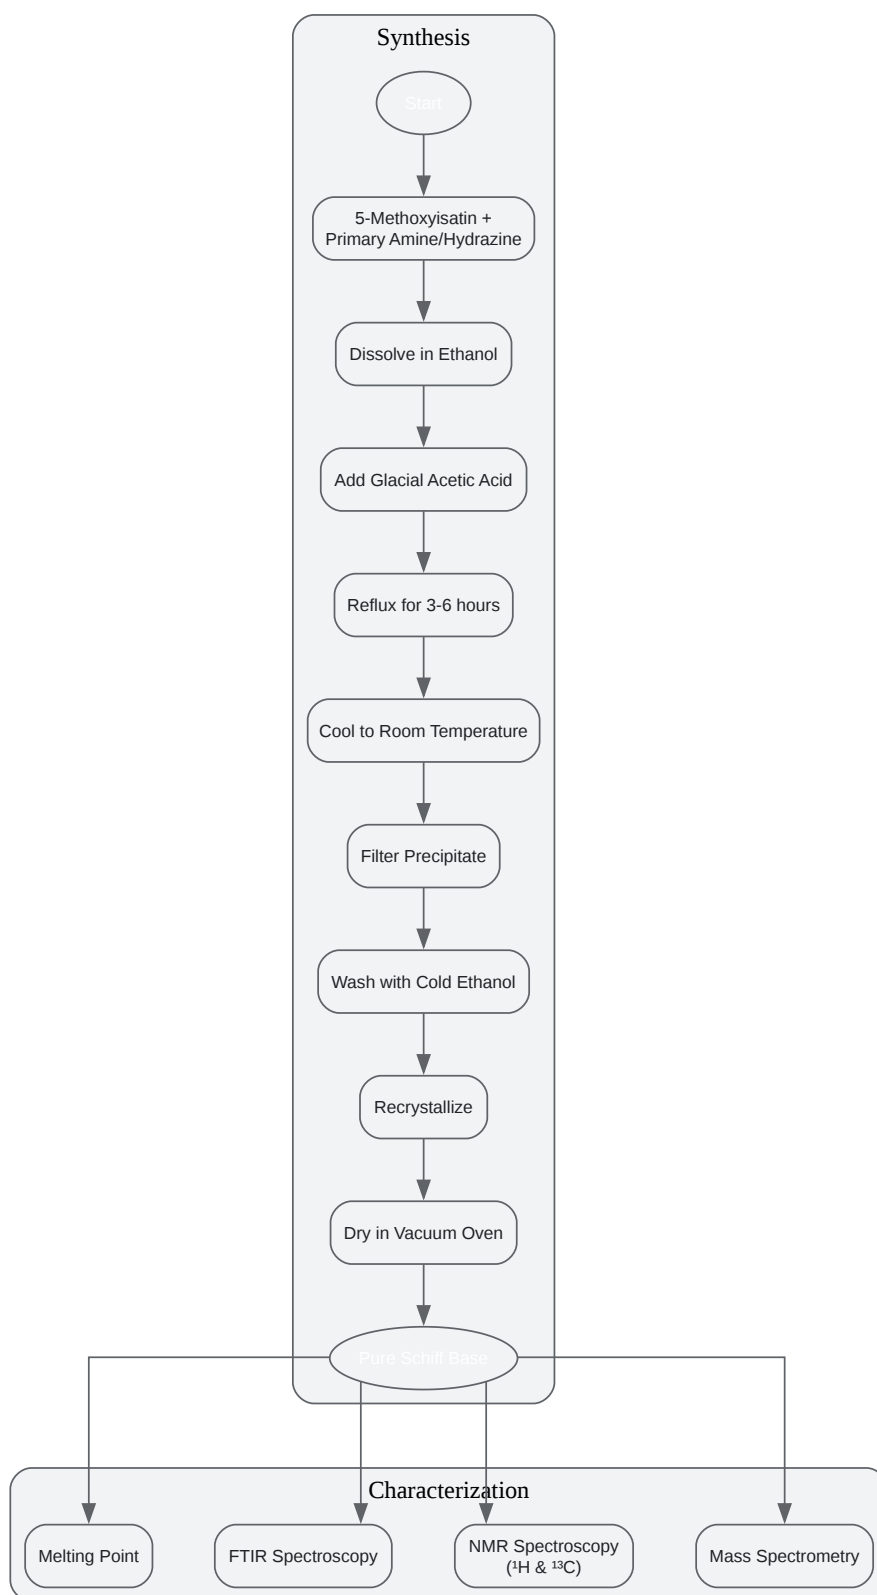 Synthesis
Start
5-Methoxyisatin +
Primary Amine/Hydrazine
Dissolve in Ethanol
Add Glacial Acetic Acid
Reflux for 3-6 hours
Cool to Room Temperature
Filter Precipitate
Wash with Cold Ethanol
Recrystallize
Dry in Vacuum Oven
Pure Schiff Base
Characterization
Melting Point
FTIR Spectroscopy
NMR Spectroscopy
(¹H & ¹³C)
Mass Spectrometry